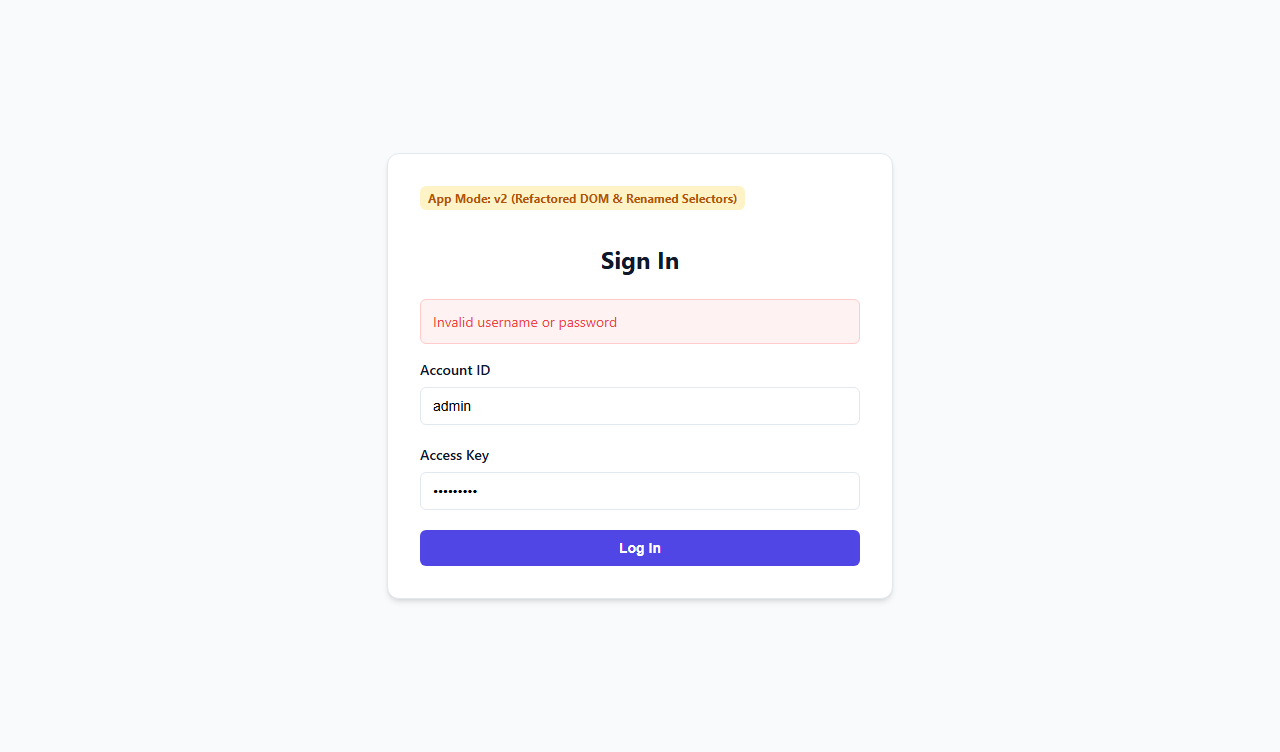 App Mode: v2 (Refactored DOM & Renamed Selectors)
Sign In
Invalid username or password
Account ID
admin
Access Key
•••••••••
Log In